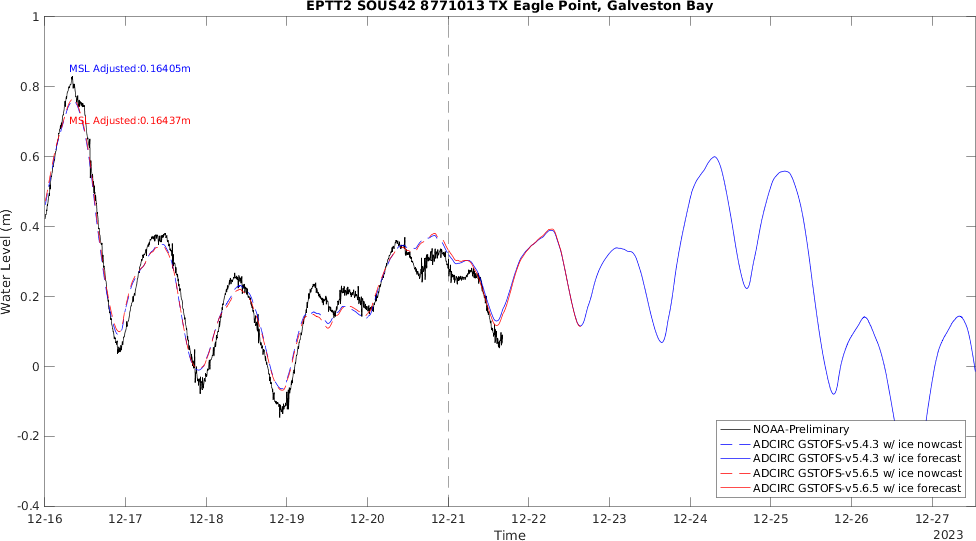 EPTT2 SOUS42 8771013 TX Eagle Point, Galveston Bay
1
0.8
0.6
0.4
0.2
0
-0.2
-0.4
Water Level (m)
MSL Adjusted:0.16405m
MSL Adjusted:0.16437m
NOAA-Preliminary
ADCIRC GSTOFS-v5.4.3 w/ ice nowcast
ADCIRC GSTOFS-v5.4.3 w/ ice forecast
ADCIRC GSTOFS-v5.6.5 w/ ice nowcast
ADCIRC GSTOFS-v5.6.5 w/ ice forecast
12-16 12-17 12-18 12-19 12-20 12-21 12-22 12-23 12-24 12-25 12-26 12-27
Time
2023